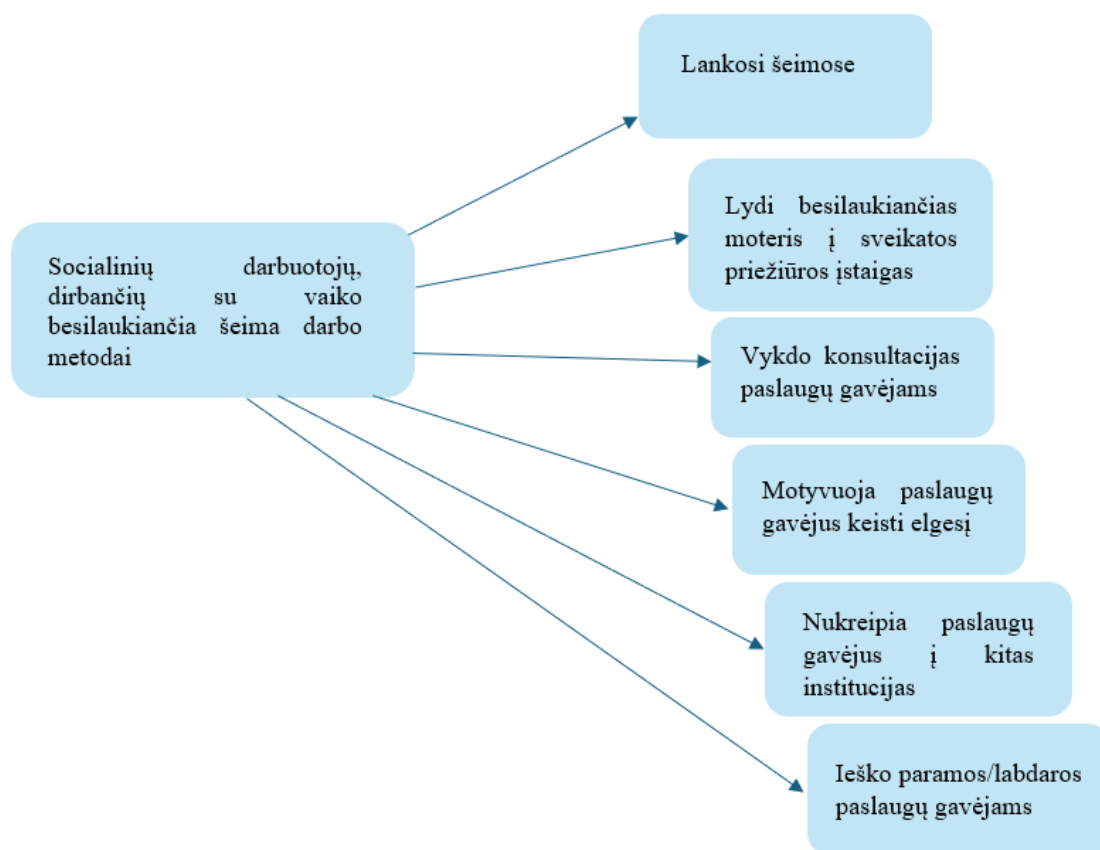 Lankosi šeimose
Lydi besilaukiančias
moteris į sveikatos
priežiūros įstaigas
Socialinių darbuotojų,
dirbančių su vaiko
besilaukiančia šeima darbo
metodai
Vykdo konsultacijas
paslaugų gavėjams
Motyvuoja paslaugų
gavėjus keisti elgesį
Nukreipia paslaugų
gavėjus į kitas
institucijas
Ieško paramos/labdaros
paslaugų gavėjams